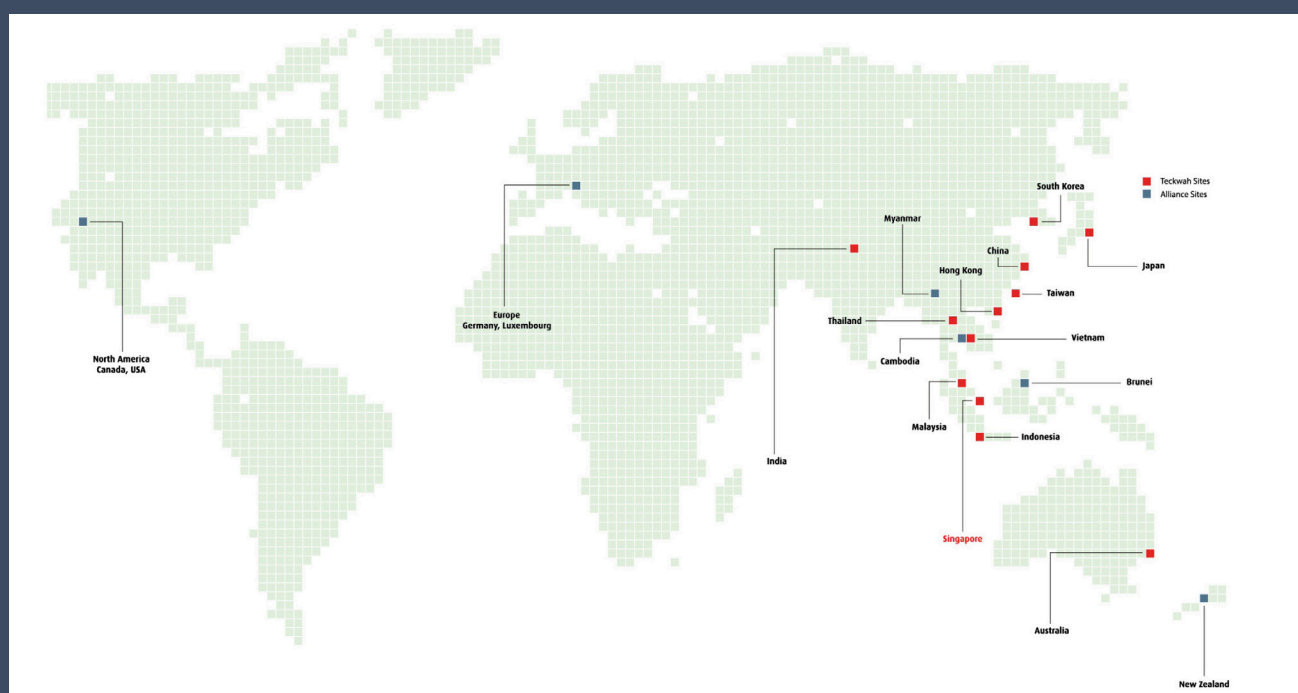 Teckwah Sites
Alliance Sites
South Korea
Myanmar
China
Hong Kong
Japan
Taiwan
Europe
Germany, Luxembourg
Thailand
Vietnam
North America
Canada, USA
Cambodia
Brunei
Malaysia
Indonesia
India
Singapore
Australia
New Zealand